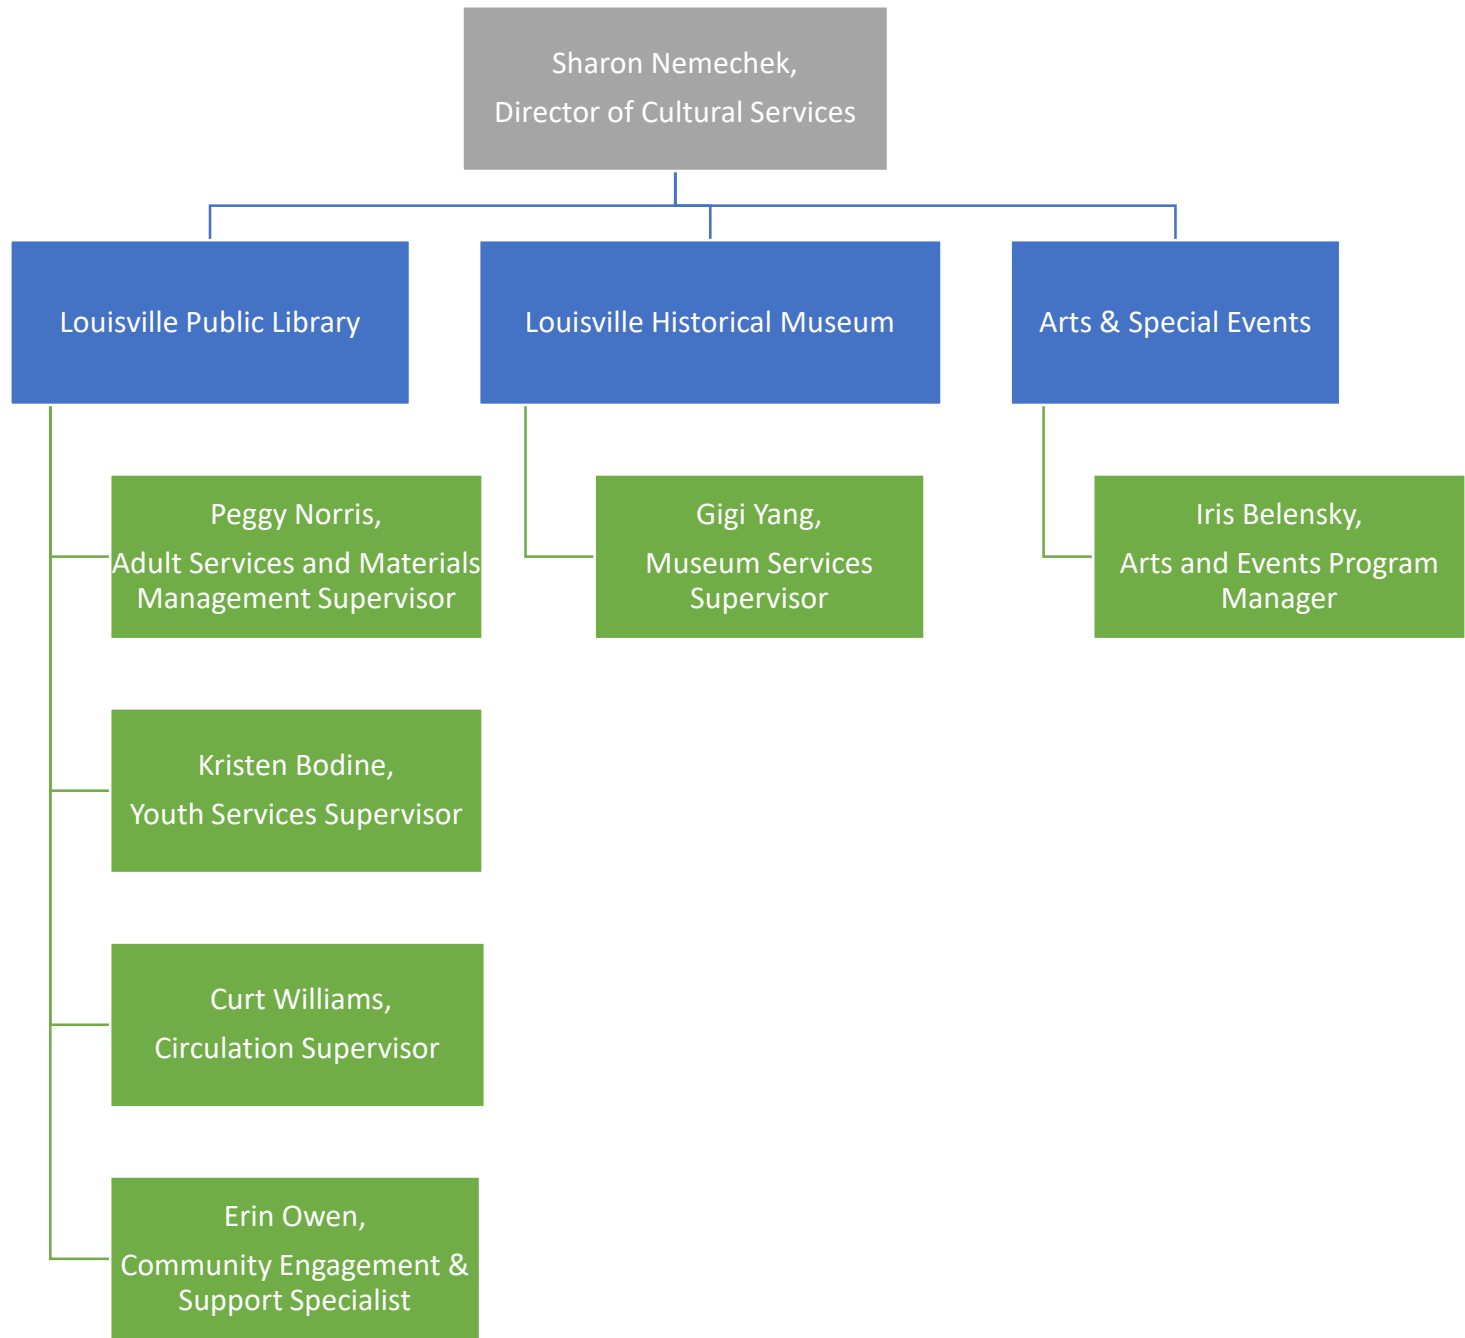 Sharon Nemechek,
Director of Cultural Services
Louisville Public Library
Louisville Historical Museum
Arts & Special Events
Peggy Norris,
Adult Services and Materials
Management Supervisor
Gigi Yang,
Museum Services
Supervisor
Iris Belensky,
Arts and Events Program
Manager
Kristen Bodine,
Youth Services Supervisor
Curt Williams,
Circulation Supervisor
Erin Owen,
Community Engagement &
Support Specialist